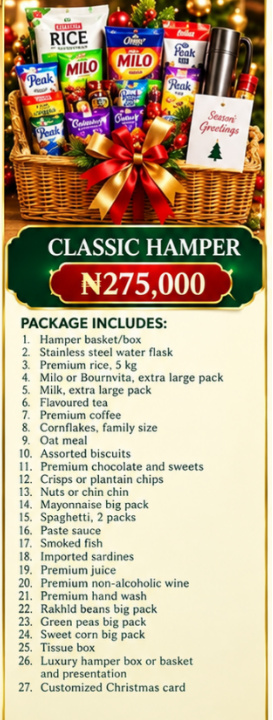 RICE
MILO
MILO
Peak
Peak
Peak
Peak
Season's
Greetings
CLASSIC HAMPER
₦275,000
PACKAGE INCLUDES:
1. Hamper basket/box
2. Stainless steel water flask
3. Premium rice, 5 kg
4. Milo or Bournvita, extra large pack
5. Milk, extra large pack
6. Flavoured tea
7. Premium coffee
8. Cornflakes, family size
9. Oat meal
10. Assorted biscuits
11. Premium chocolate and sweets
12. Crisps or plantain chips
13. Nuts or chin chin
14. Mayonnaise big pack
15. Spaghetti, 2 packs
16. Paste sauce
17. Smoked fish
18. Imported sardines
19. Premium juice
20. Premium non-alcoholic wine
21. Premium hand wash
22. Rakhld beans big pack
23. Green peas big pack
24. Sweet corn big pack
25. Tissue box
26. Luxury hamper box or basket
and presentation
27. Customized Christmas card